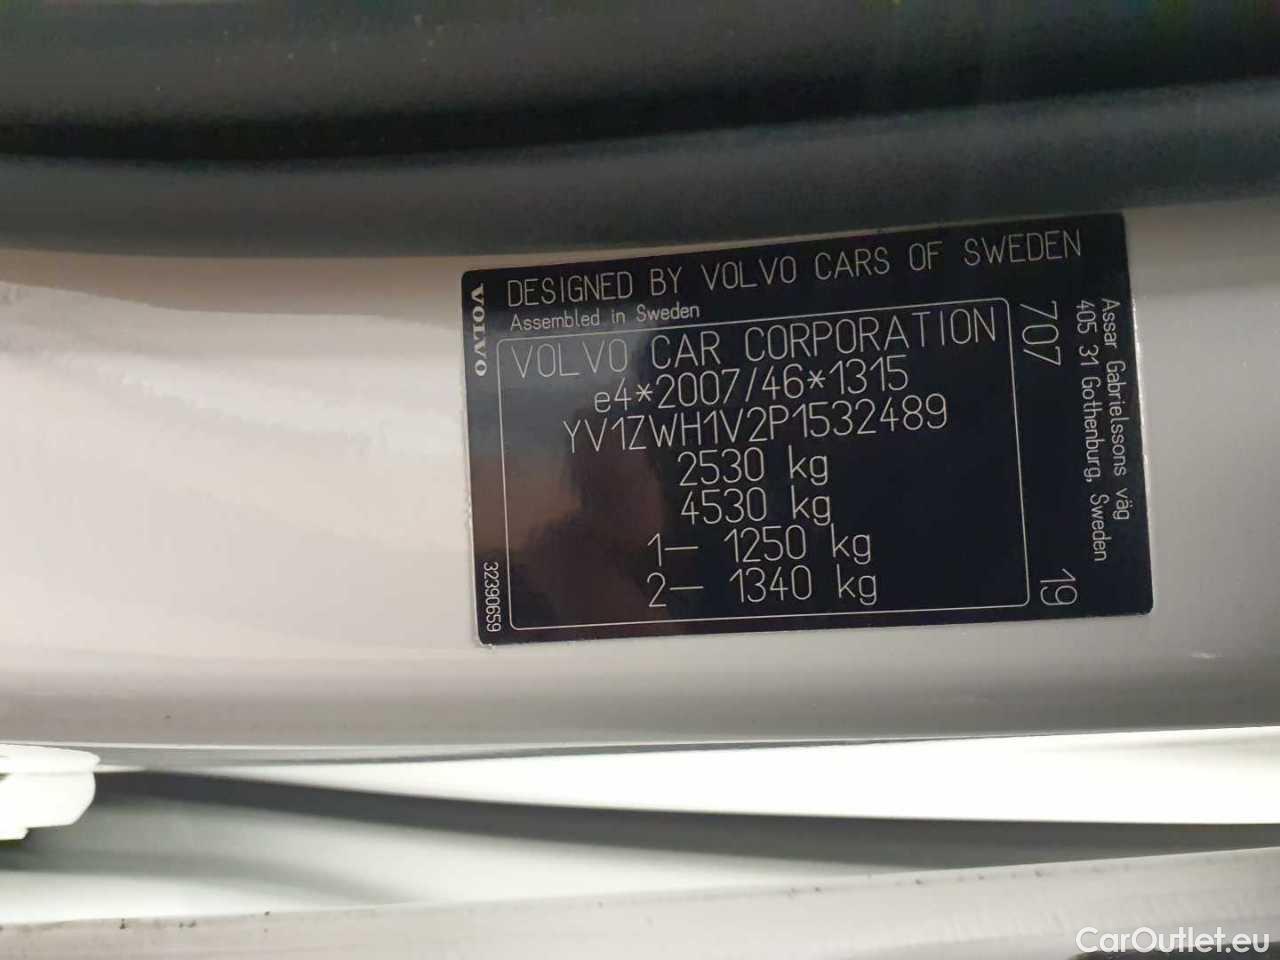 VOLVO
DESIGNED BY VOLVO CARS OF SWEDEN
Assembled in Sweden
VOLVO CAR CORPORATION
e4*2007/46*1315
YV1ZWH1V2P1532489
2530 kg
4530 kg
1– 1250 kg
2– 1340 kg
32390659
707
19
Assar Gabrielssons väg
405 31 Gothenburg, Sweden
CarOutlet.eu